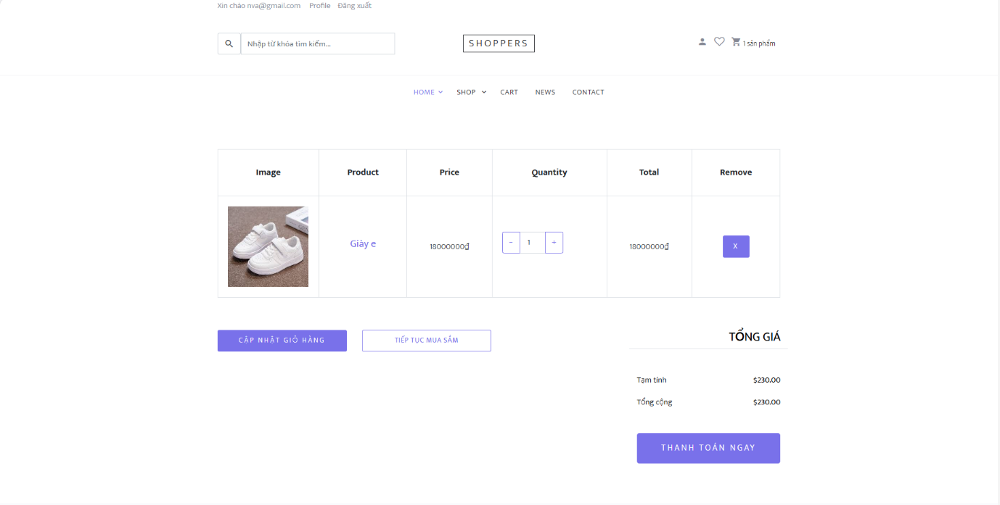 Xin chào nva@gmail.com Profile Đăng xuất
Nhập từ khóa tìm kiếm... SHOPPERS 1 sản phẩm
HOME SHOP CART NEWS CONTACT
Image Product Price Quantity Total Remove
Giày e 18000000₫ − 1 + 18000000₫ X
CẬP NHẬT GIỎ HÀNG TIẾP TỤC MUA SẮM TỔNG GIÁ
Tạm tính $230.00
Tổng cộng $230.00
THANH TOÁN NGAY